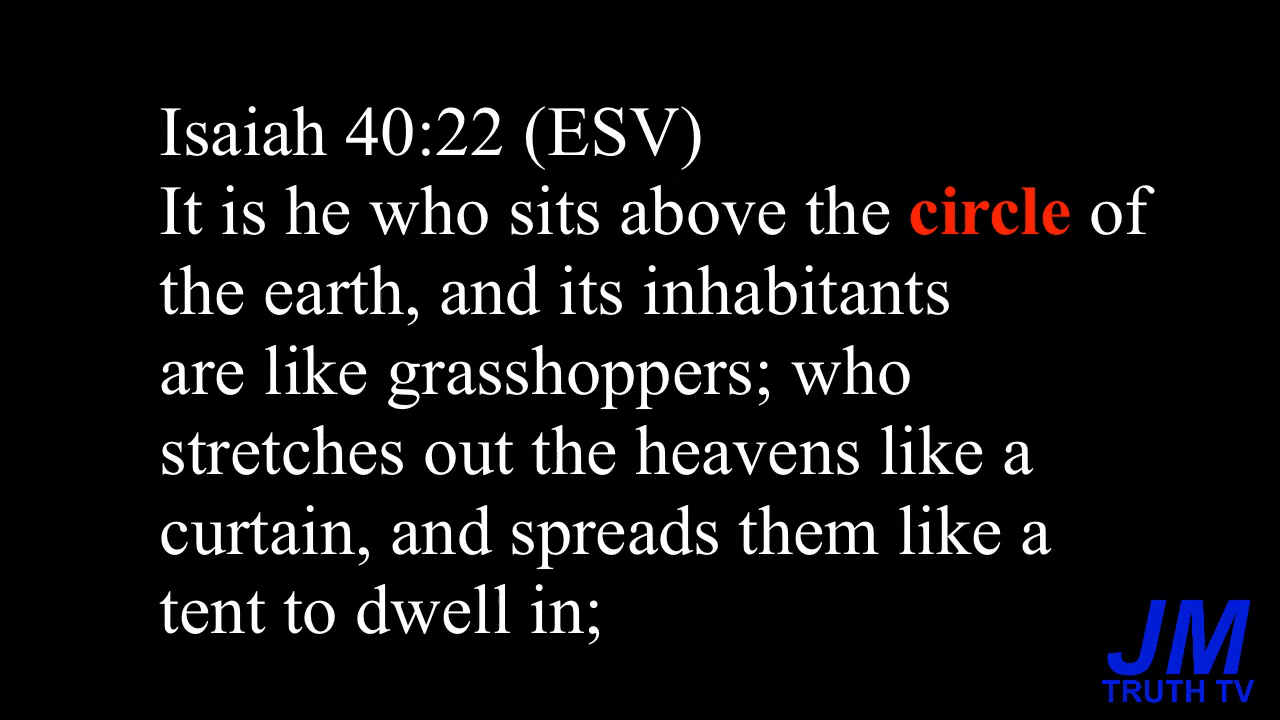 Isaiah 40:22 (ESV)
It is he who sits above the circle of
the earth, and its inhabitants
are like grasshoppers; who
stretches out the heavens like a
curtain, and spreads them like a
tent to dwell in;
JM
TRUTH TV